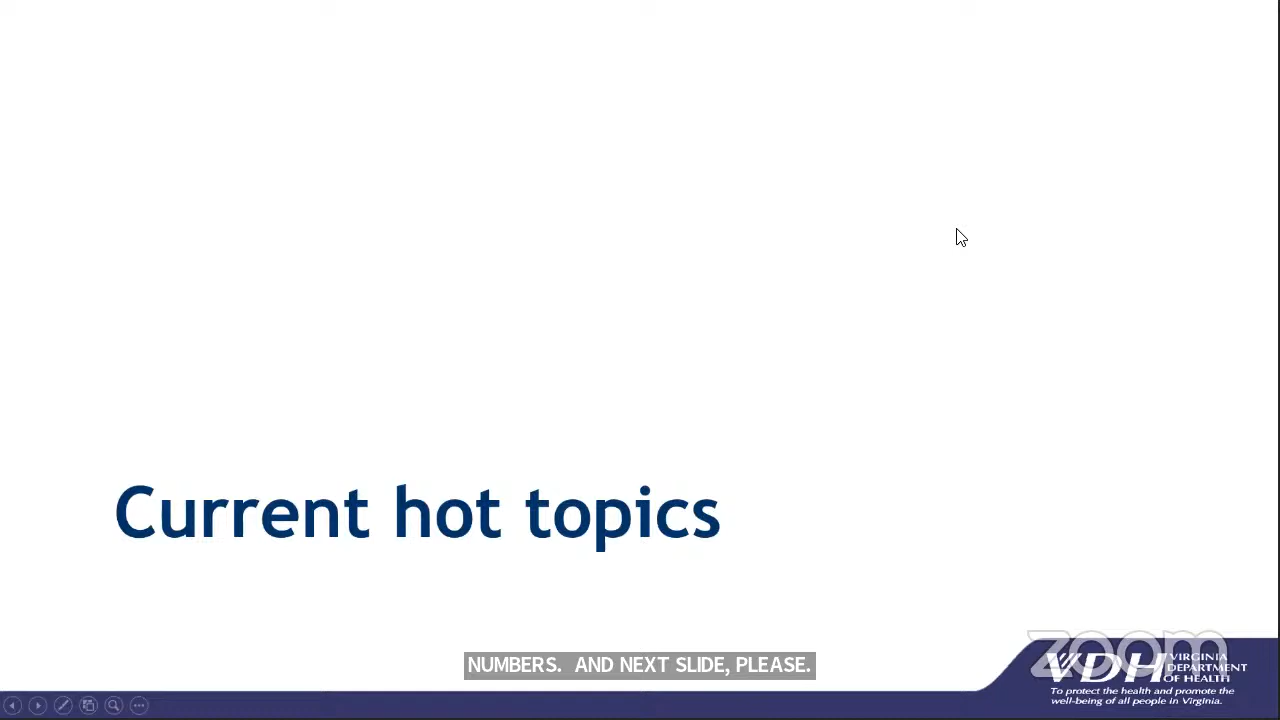 Current hot topics
NUMBERS.  AND NEXT SLIDE, PLEASE.
zoom
VDH
VIRGINIA
DEPARTMENT
OF HEALTH
To protect the health and promote the
well-being of all people in Virginia.